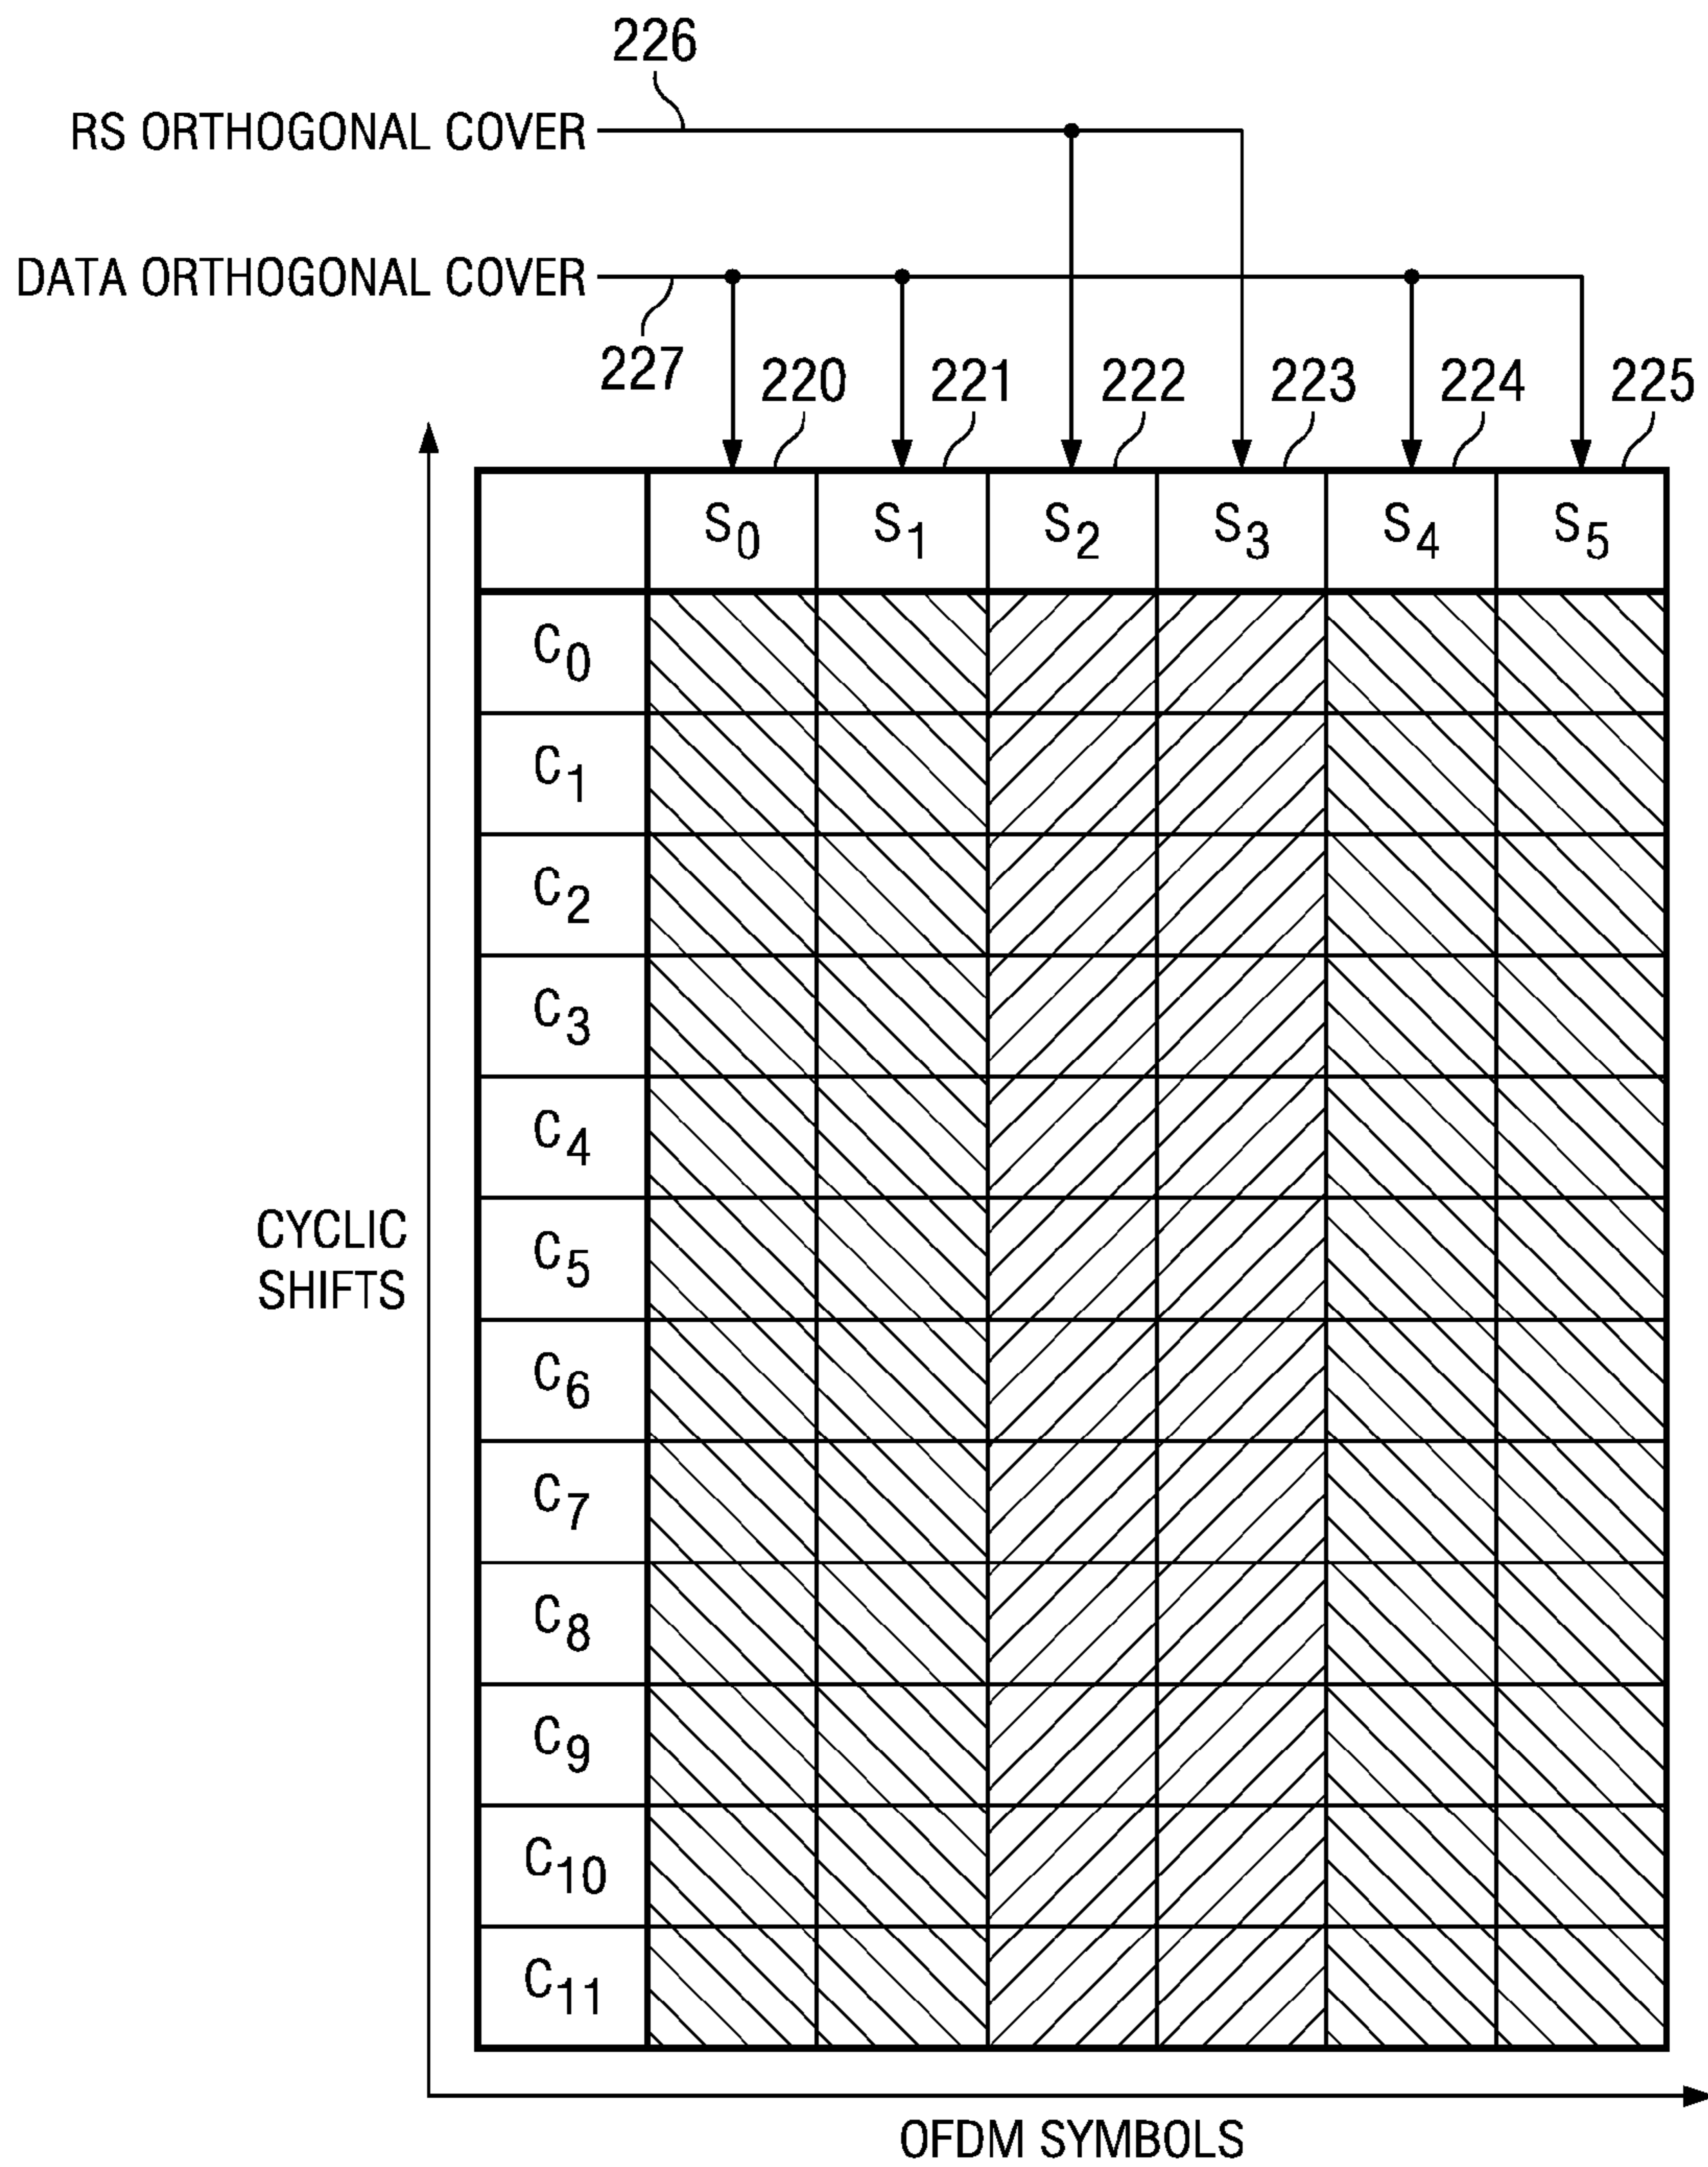 226
RS ORTHOGONAL COVER
DATA ORTHOGONAL COVER
227 220 221 222 223 224 225
S0 S1 S2 S3 S4 S5
C0
C1
C2
C3
C4
C5
C6
C7
C8
C9
C10
C11
CYCLIC
SHIFTS
OFDM SYMBOLS